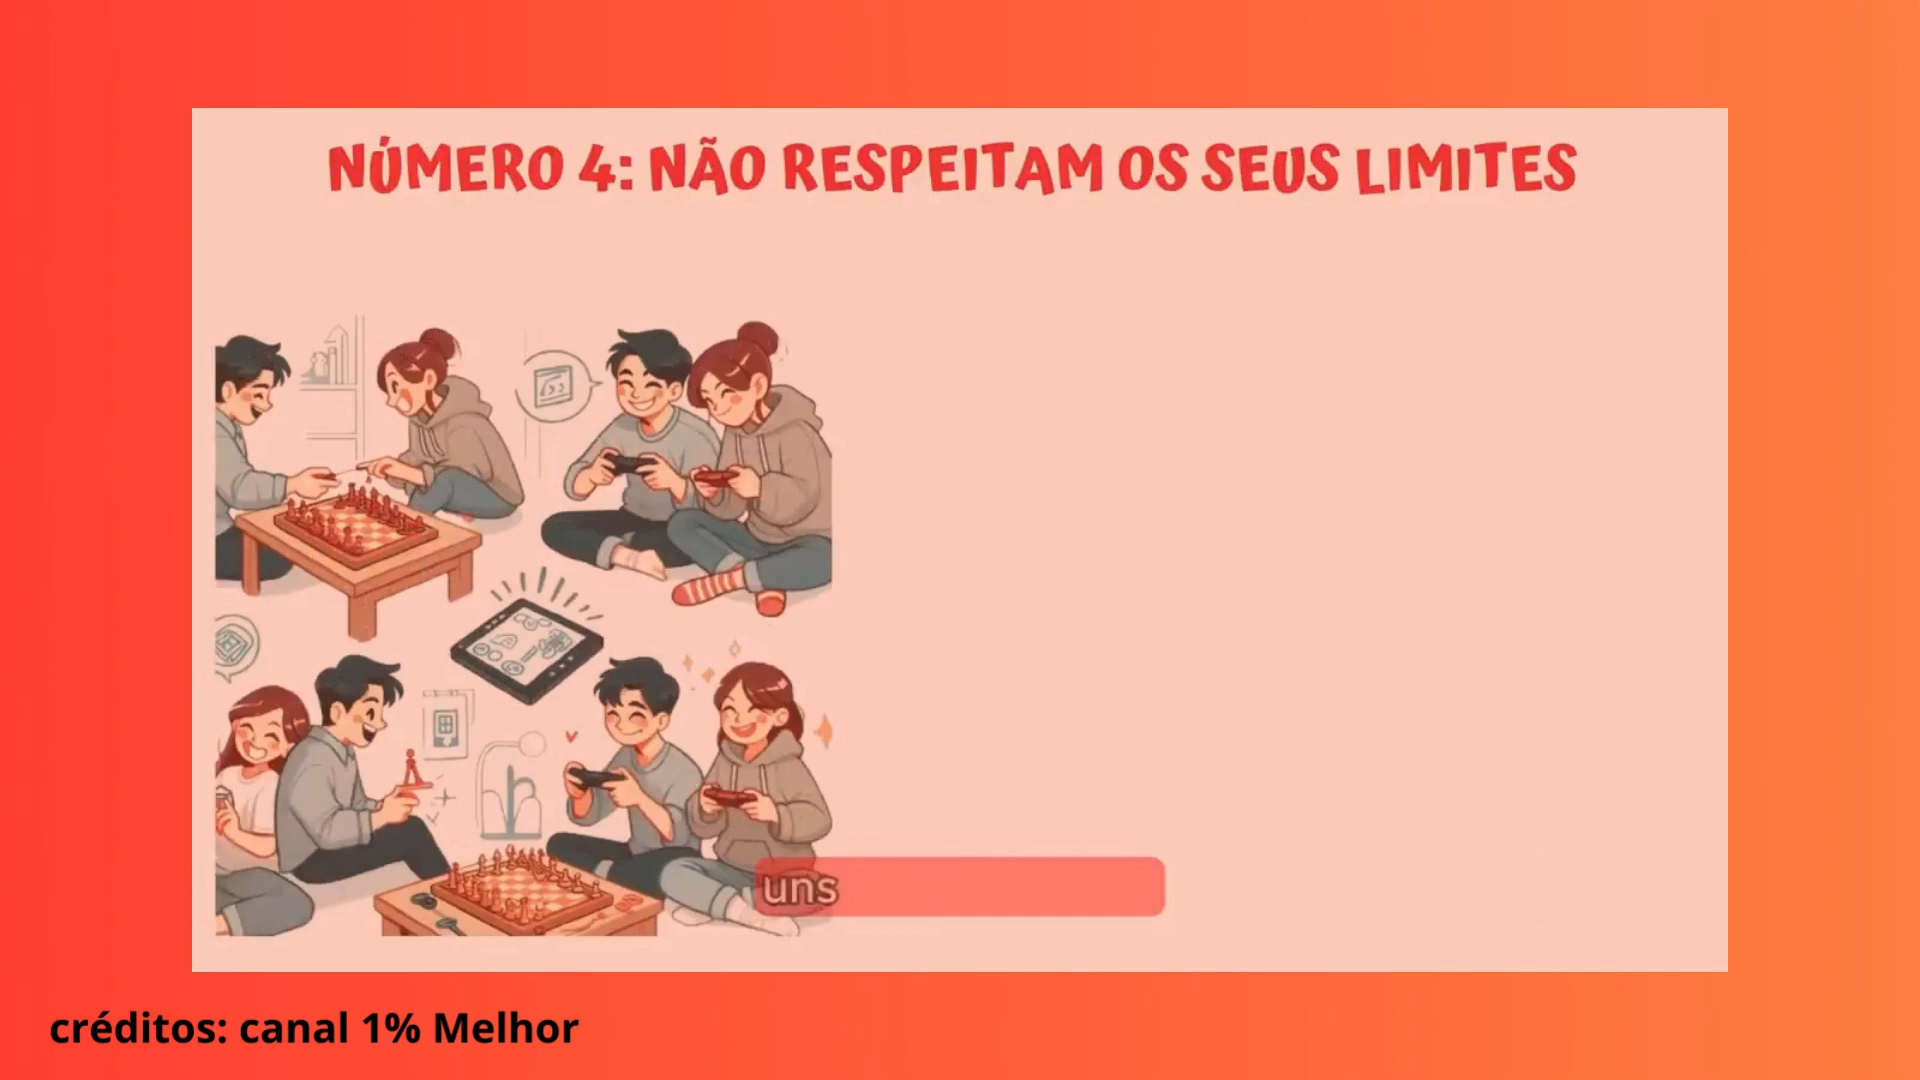 NÚMERO 4: NÃO RESPEITAM OS SEUS LIMITES
uns
créditos: canal 1% Melhor